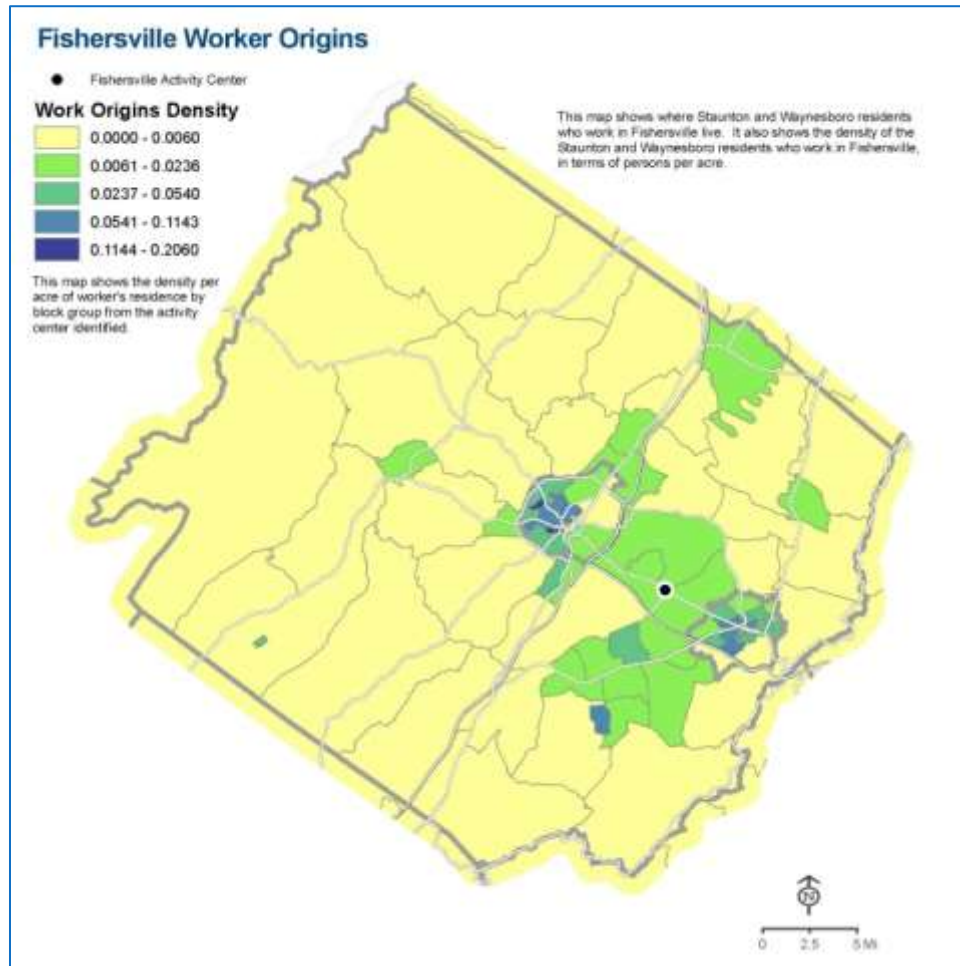 Fishersville Worker Origins
Fishersville Activity Center
Work Origins Density
0.0000 - 0.0060
0.0061 - 0.0236
0.0237 - 0.0540
0.0541 - 0.1143
0.1144 - 0.2060
This map shows the density per
acre of worker's residence by
block group from the activity
center identified.
This map shows where Staunton and Waynesboro residents
who work in Fishersville live. It also shows the density of the
Staunton and Waynesboro residents who work in Fishersville,
in terms of persons per acre.
N
0 2.5 5 Mi